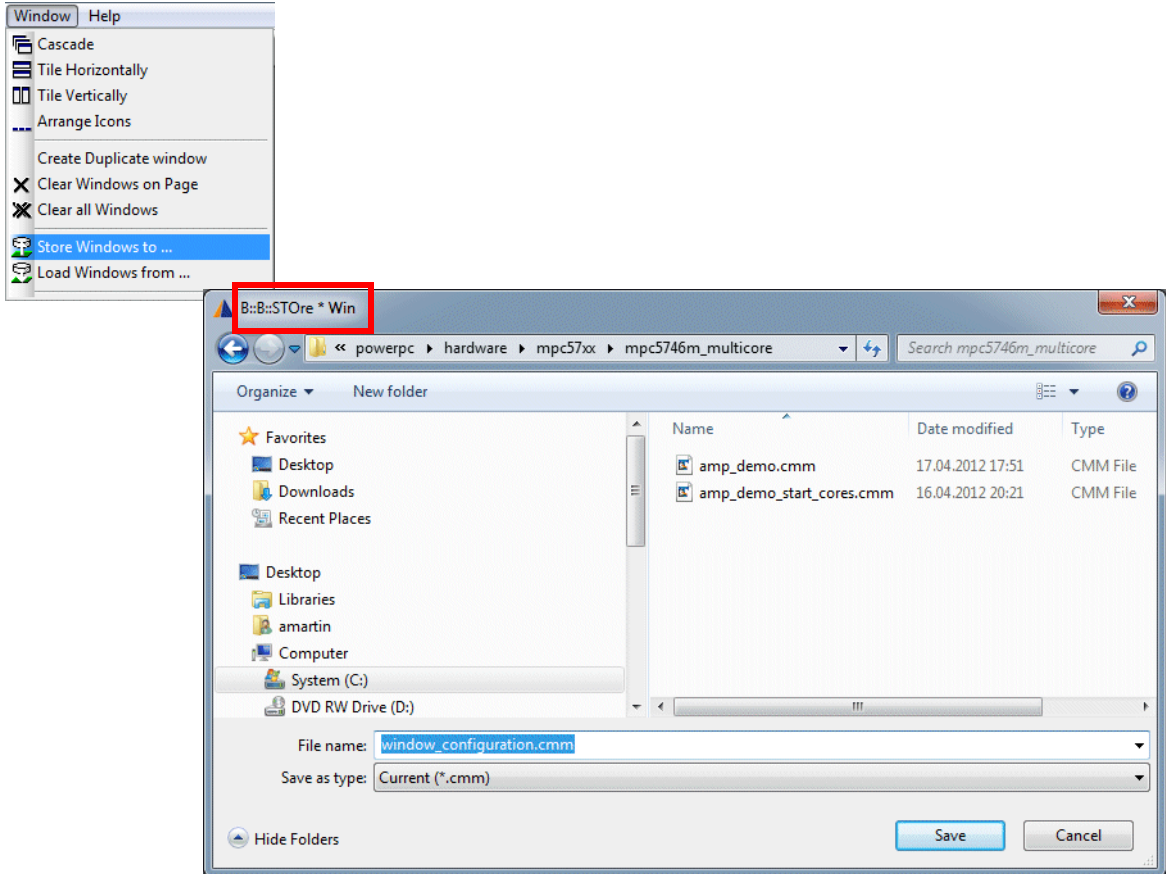 Window Help
Cascade
Tile Horizontally
Tile Vertically
Arrange Icons
Create Duplicate window
Clear Windows on Page
Clear all Windows
Store Windows to ...
Load Windows from ...
B::B::STOre * Win
« powerpc hardware mpc57xx mpc5746m_multicore Search mpc5746m_multicore
Organize New folder
Name Date modified Type
Favorites
Desktop
Downloads
Recent Places
Desktop
Libraries
amartin
Computer
System (C:)
DVD RW Drive (D:)
amp_demo.cmm 17.04.2012 17:51 CMM File
amp_demo_start_cores.cmm 16.04.2012 20:21 CMM File
File name: window_configuration.cmm
Save as type: Current (*.cmm)
Hide Folders Save Cancel